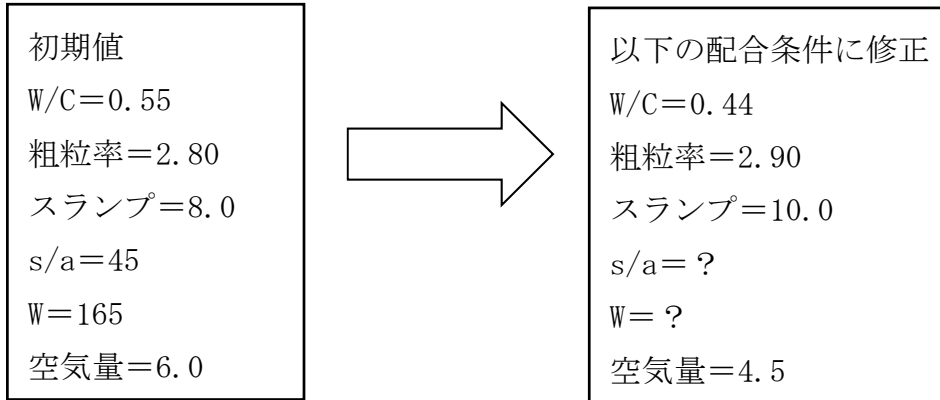 初期値
W/C＝0.55
粗粒率＝2.80
スランプ＝8.0
s/a＝45
W＝165
空気量＝6.0
以下の配合条件に修正
W/C＝0.44
粗粒率＝2.90
スランプ＝10.0
s/a＝？
W＝？
空気量＝4.5